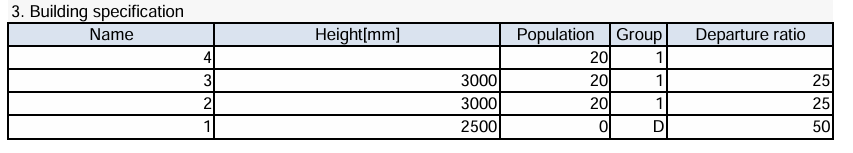 3. Building specification
Name Height[mm] Population Group Departure ratio
4 20 1
3 3000 20 1 25
2 3000 20 1 25
1 2500 0 D 50